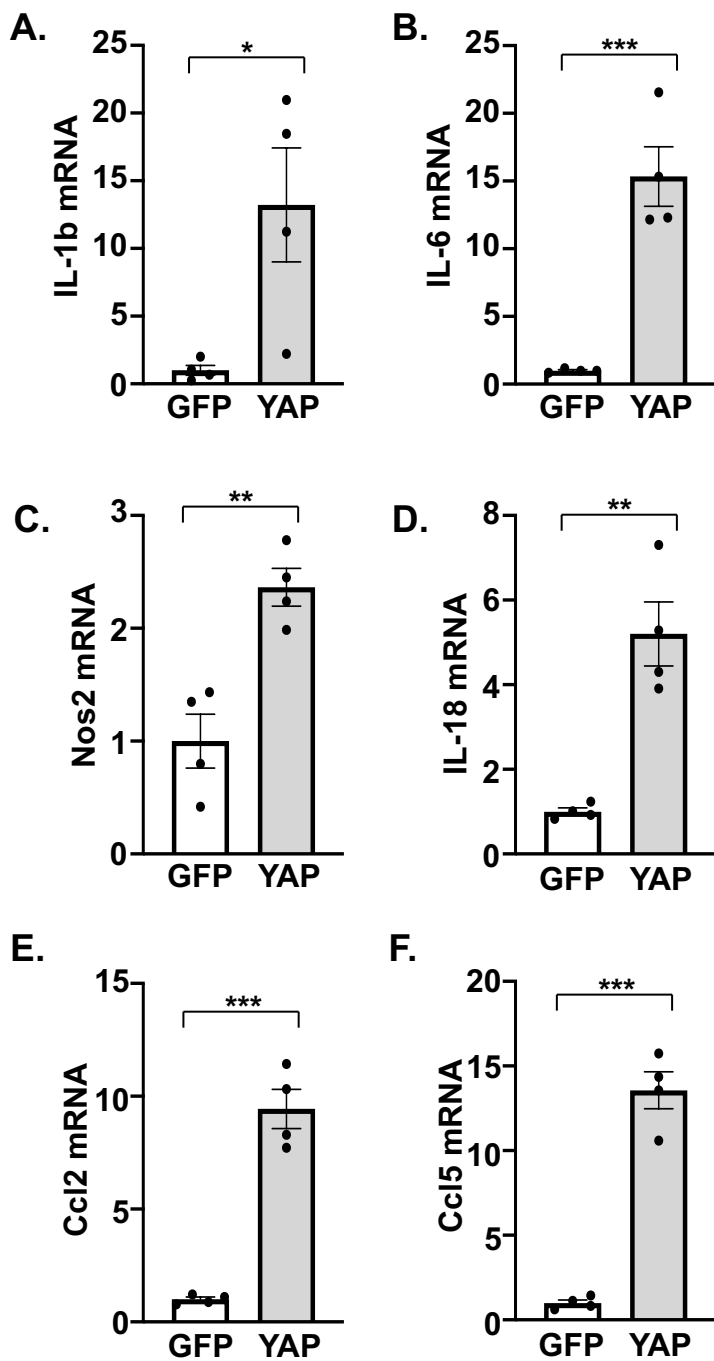 A.
*
IL-1b mRNA
25
20
15
10
5
0
GFP YAP
B.
***
IL-6 mRNA
25
20
15
10
5
0
GFP YAP
C.
**
Nos2 mRNA
3
2
1
0
GFP YAP
D.
**
IL-18 mRNA
8
6
4
2
0
GFP YAP
E.
***
Ccl2 mRNA
15
10
5
0
GFP YAP
F.
***
Ccl5 mRNA
20
15
10
5
0
GFP YAP